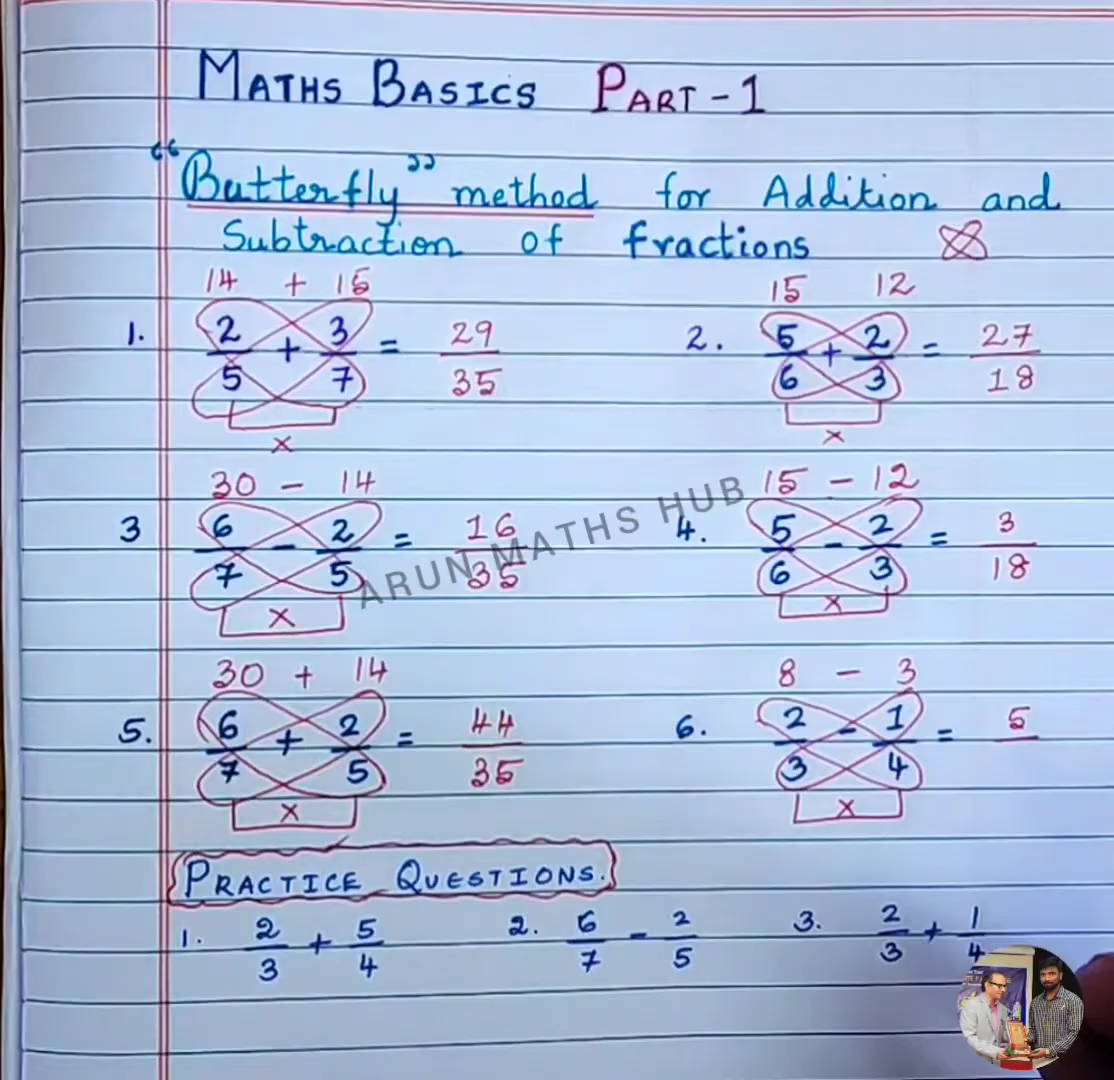 MATHS BASICS PART-1
"Butterfly" method for Addition and
Subtraction of fractions
14 + 15
1. 2/5 + 3/7 = 29/35
x
15 12
2. 5/6 + 2/3 = 27/18
x
30 - 14
3 6/7 - 2/5 = 16/35
x
15 - 12
4. 5/6 - 2/3 = 3/18
x
30 + 14
5. 6/7 + 2/5 = 44/35
x
8 - 3
6. 2/3 - 1/4 = 5
x
ARUN MATHS HUB
PRACTICE QUESTIONS.
1. 2/3 + 5/4 2. 6/7 - 2/5 3. 2/3 + 1/4